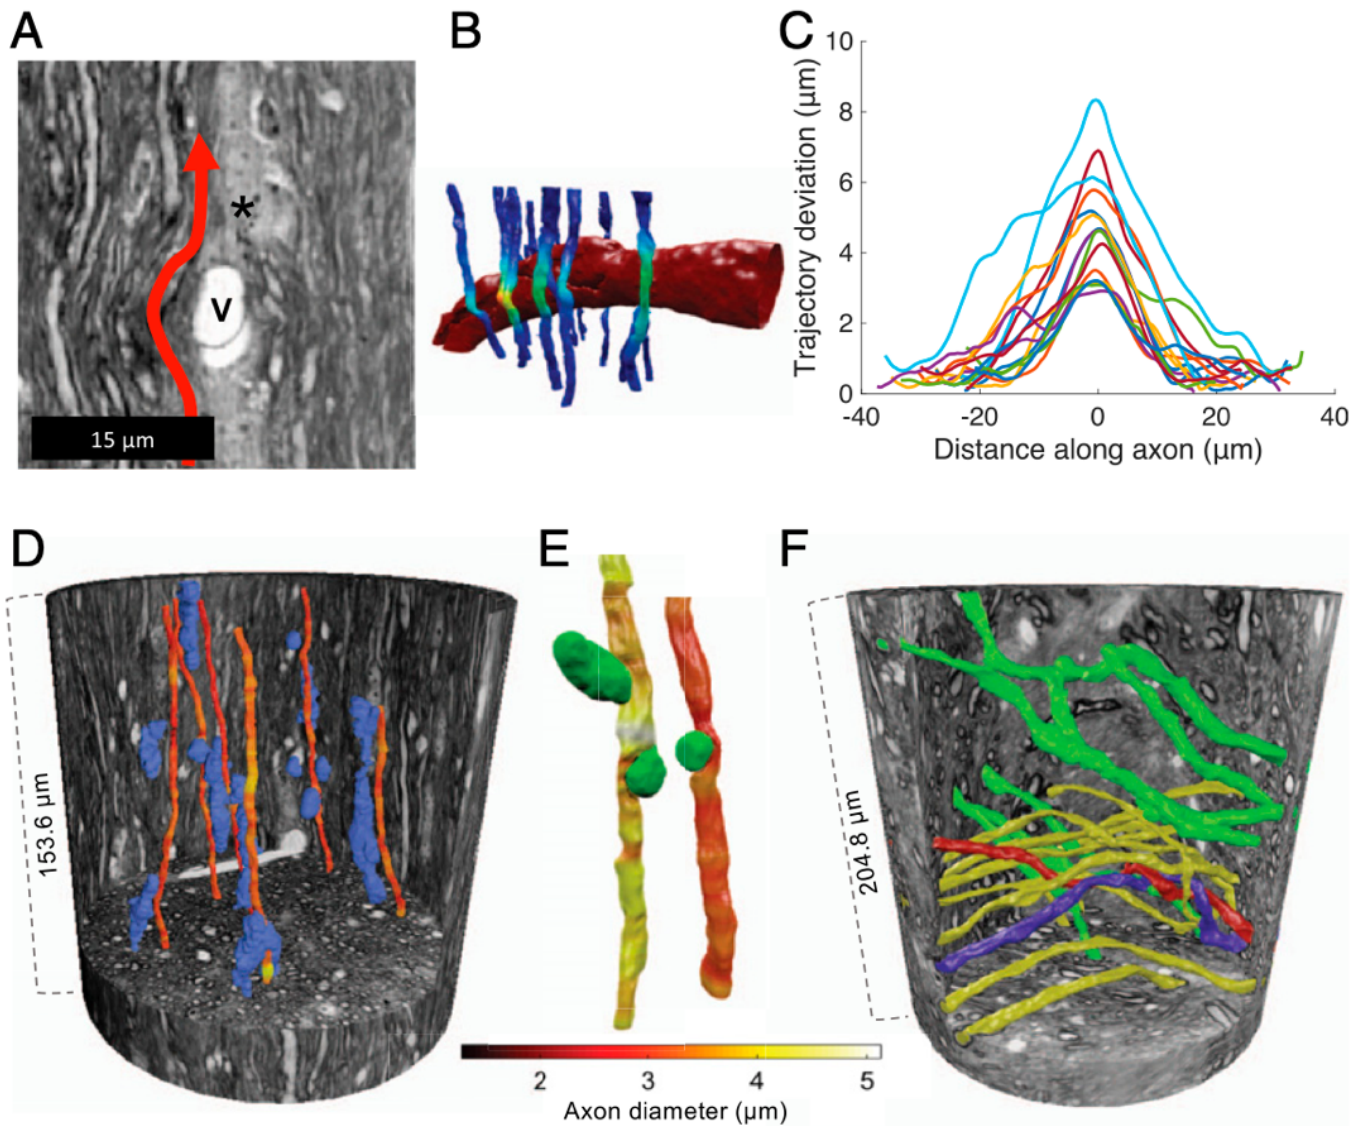 A
B
C
*
V
15 µm
10
8
6
4
2
0
Trajectory deviation (µm)
-40
-20
0
20
40
Distance along axon (µm)
D
E
F
153.6 µm
204.8 µm
2
3
4
5
Axon diameter (µm)